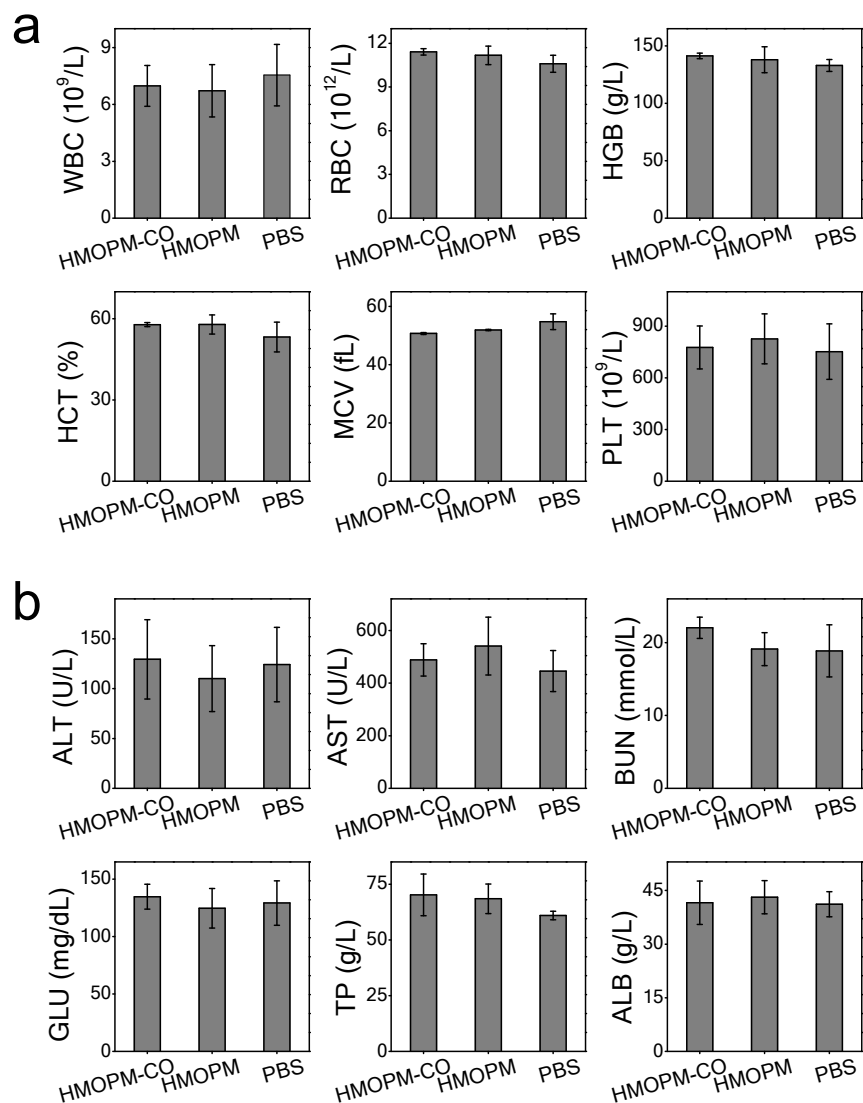 a
WBC (10^9/L)
9
6
3
0
HMOPM-CO
HMOPM
PBS
RBC (10^12/L)
12
9
6
3
0
HMOPM-CO
HMOPM
PBS
HGB (g/L)
150
100
50
0
HMOPM-CO
HMOPM
PBS
HCT (%)
60
30
0
HMOPM-CO
HMOPM
PBS
MCV (fL)
60
40
20
0
HMOPM-CO
HMOPM
PBS
PLT (10^9/L)
900
600
300
0
HMOPM-CO
HMOPM
PBS
b
ALT (U/L)
150
100
50
0
HMOPM-CO
HMOPM
PBS
AST (U/L)
600
400
200
0
HMOPM-CO
HMOPM
PBS
BUN (mmol/L)
20
10
0
HMOPM-CO
HMOPM
PBS
GLU (mg/dL)
150
100
50
0
HMOPM-CO
HMOPM
PBS
TP (g/L)
75
50
25
0
HMOPM-CO
HMOPM
PBS
ALB (g/L)
45
30
15
0
HMOPM-CO
HMOPM
PBS